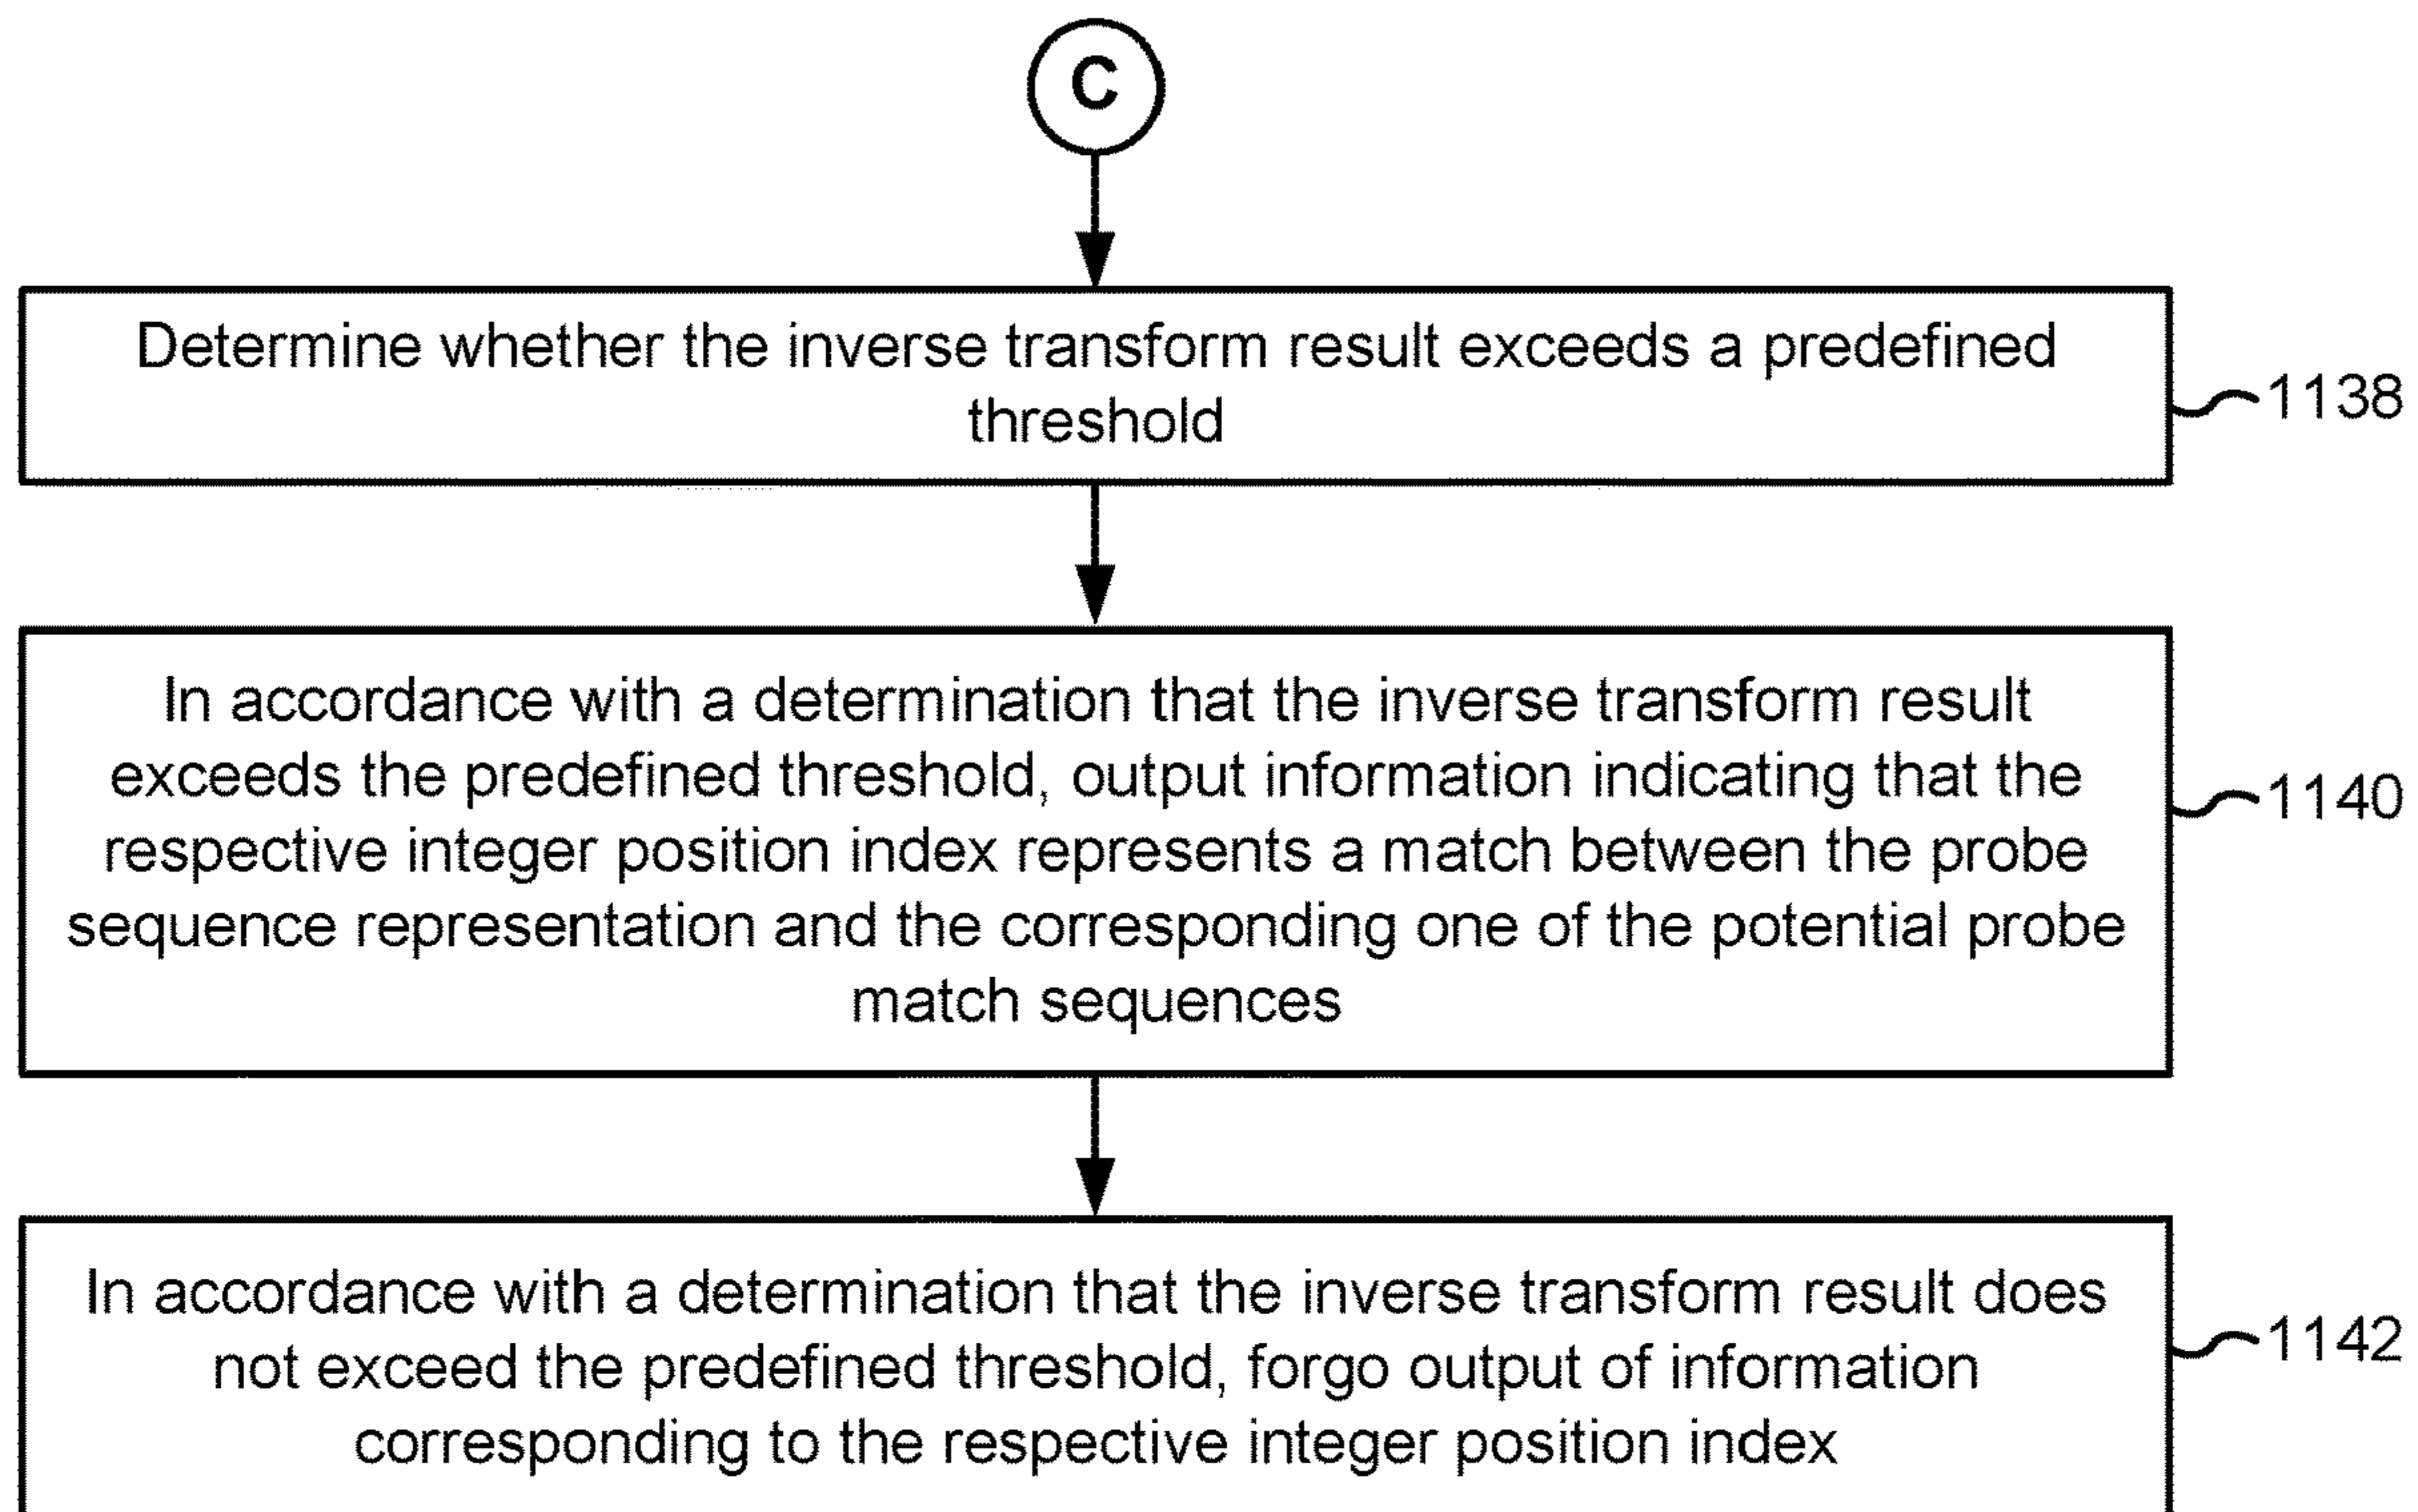 C
Determine whether the inverse transform result exceeds a predefined
threshold
1138
In accordance with a determination that the inverse transform result
exceeds the predefined threshold, output information indicating that the
respective integer position index represents a match between the probe
sequence representation and the corresponding one of the potential probe
match sequences
1140
In accordance with a determination that the inverse transform result does
not exceed the predefined threshold, forgo output of information
corresponding to the respective integer position index
1142